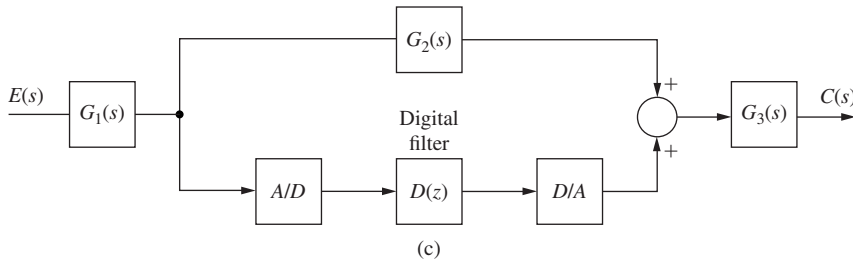 G₂(s)
E(s)
G₁(s)
+
+
G₃(s)
C(s)
Digital
filter
A/D
D(z)
D/A
(c)